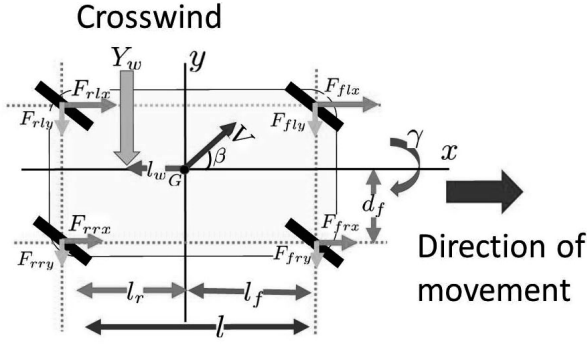 Crosswind
Y_w
y
F_rlx
F_flx
F_rly
F_fly
V
β
γ
x
l_w
G
d_f
F_rrx
F_frx
F_rry
F_fry
Direction of
movement
l_r
l_f
l